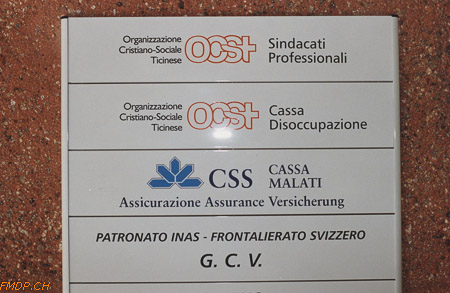 Organizzazione
Cristiano-Sociale
Ticinese
OCST
Sindacati
Professionali
Organizzazione
Cristiano-Sociale
Ticinese
OCST
Cassa
Disoccupazione
CSS CASSA
MALATI
Assicurazione Assurance Versicherung
PATRONATO INAS - FRONTALIERATO SVIZZERO
G. C. V.
FMDP.CH